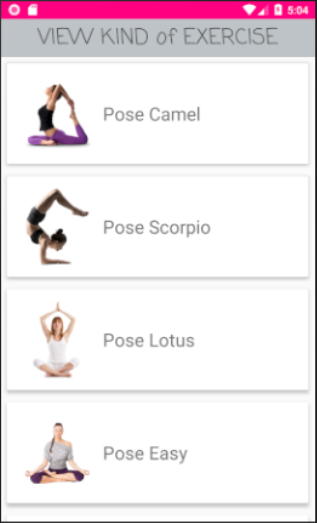 5:04
VIEW KIND of EXERCISE
Pose Camel
Pose Scorpio
Pose Lotus
Pose Easy